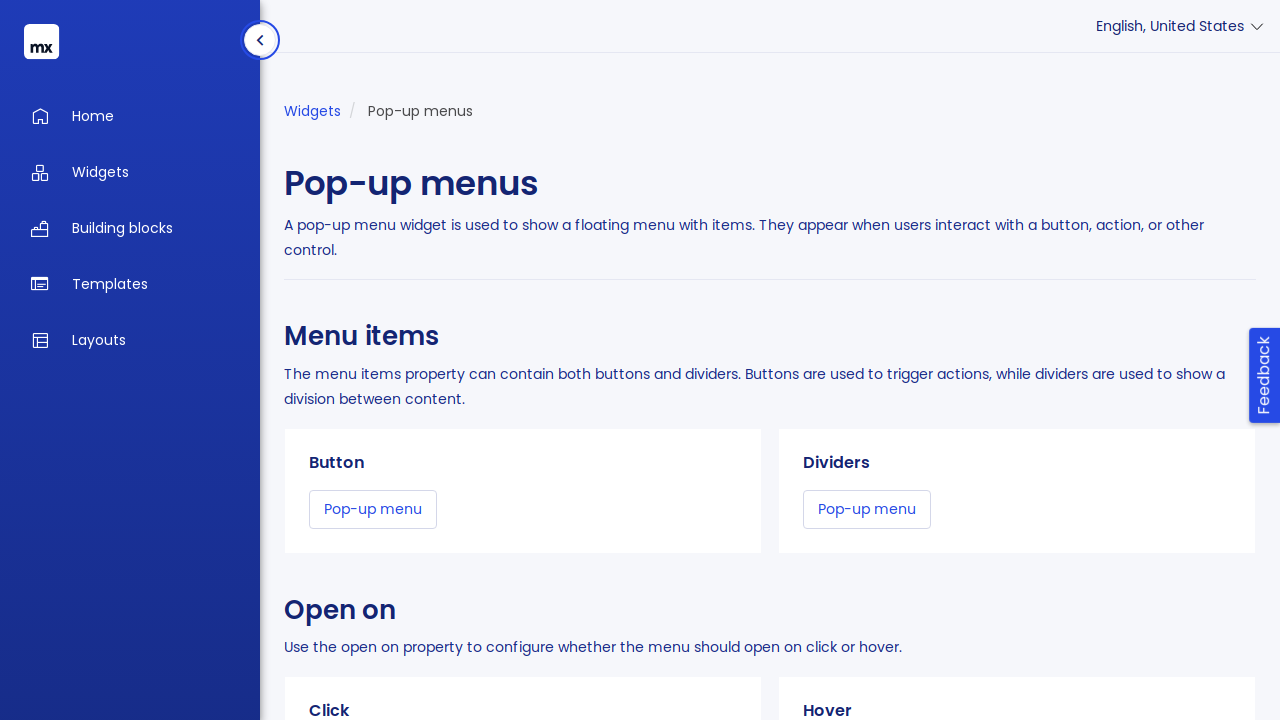 mx
English, United States
Home
Widgets
Building blocks
Templates
Layouts
Widgets / Pop-up menus
Pop-up menus
A pop-up menu widget is used to show a floating menu with items. They appear when users interact with a button, action, or other
control.
Menu items
The menu items property can contain both buttons and dividers. Buttons are used to trigger actions, while dividers are used to show a
division between content.
Feedback
Button
Pop-up menu
Dividers
Pop-up menu
Open on
Use the open on property to configure whether the menu should open on click or hover.
Click
Hover